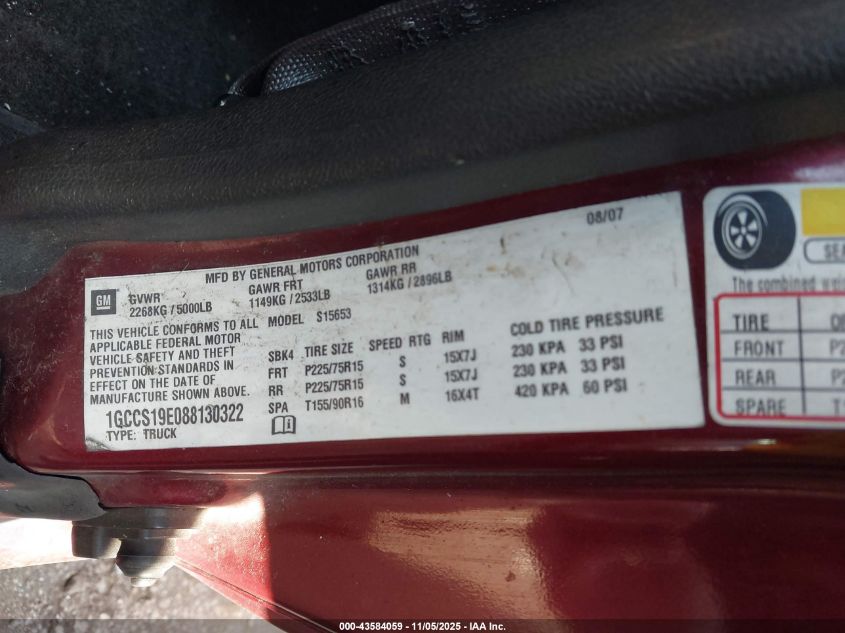 08/07
MFD BY GENERAL MOTORS CORPORATION
GM
GVWR GAWR FRT GAWR RR
2268KG / 5000LB 1149KG / 2533LB 1314KG / 2896LB
THIS VEHICLE CONFORMS TO ALL
APPLICABLE FEDERAL MOTOR
VEHICLE SAFETY AND THEFT
PREVENTION STANDARDS IN
EFFECT ON THE DATE OF
MANUFACTURE SHOWN ABOVE.
1GCCS19E088130322
TYPE: TRUCK
MODEL S15653
SBK4 TIRE SIZE SPEED RTG RIM COLD TIRE PRESSURE
FRT P225/75R15 S 15X7J 230 KPA 33 PSI
RR P225/75R15 S 15X7J 230 KPA 33 PSI
SPA T155/90R16 M 16X4T 420 KPA 60 PSI
The combined
TIRE
FRONT
REAR
SPARE
000-43584059 - 11/05/2025 - IAA Inc.